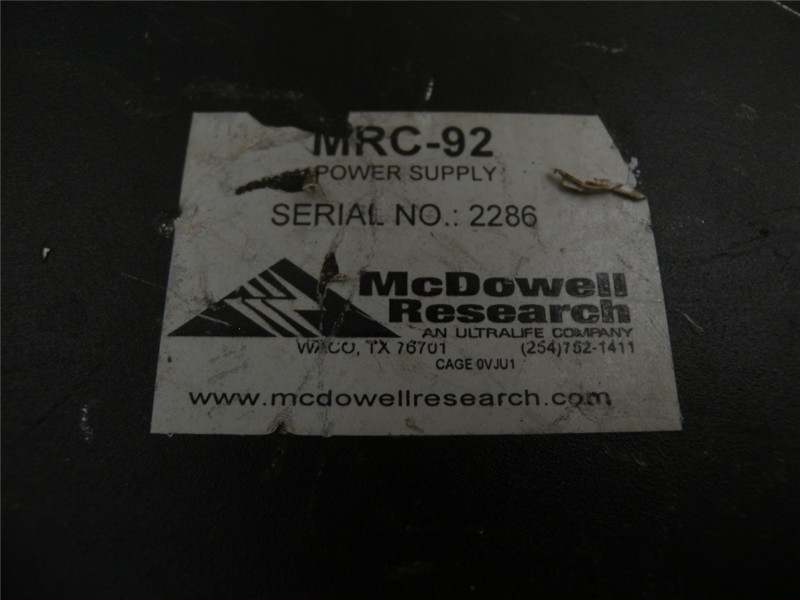 MRC-92
POWER SUPPLY
SERIAL NO.: 2286
McDowell
Research
AN ULTRALIFE COMPANY
WACO, TX 76701 (254)752-1411
CAGE 0VJU1
www.mcdowellresearch.com